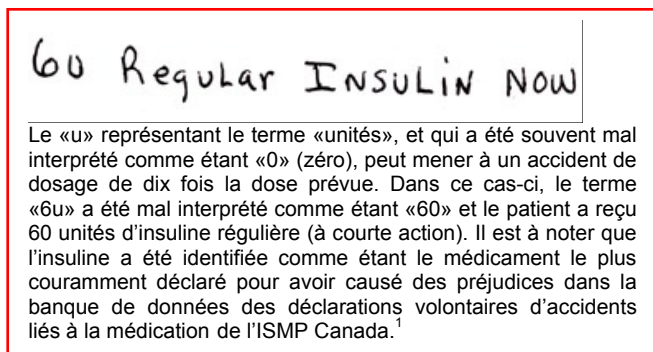 6u Regular Insulin Now
Le «u» représentant le terme «unités», et qui a été souvent mal
interprété comme étant «0» (zéro), peut mener à un accident de
dosage de dix fois la dose prévue. Dans ce cas-ci, le terme
«6u» a été mal interprété comme étant «60» et le patient a reçu
60 unités d’insuline régulière (à courte action). Il est à noter que
l’insuline a été identifiée comme étant le médicament le plus
couramment déclaré pour avoir causé des préjudices dans la
banque de données des déclarations volontaires d’accidents
liés à la médication de l’ISMP Canada.1